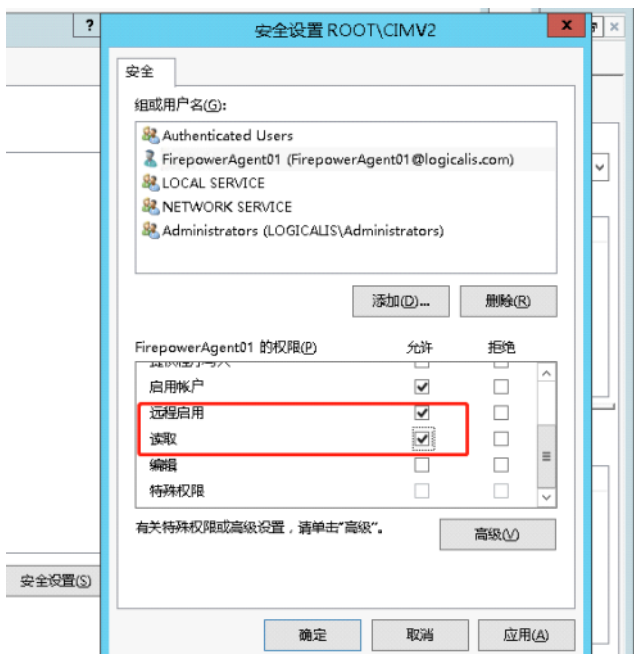 ?
安全设置 ROOT\CIMV2
x
安全
组或用户名(G):
Authenticated Users
FirepowerAgent01 (FirepowerAgent01@logicalis.com)
LOCAL SERVICE
NETWORK SERVICE
Administrators (LOGICALIS\Administrators)
添加(D)... 删除(R)
FirepowerAgent01 的权限(P) 允许 拒绝
启用帐户
远程启用
读取
编辑
特殊权限
有关特殊权限或高级设置，请单击"高级"。
高级(V)
安全设置(S)
确定 取消 应用(A)